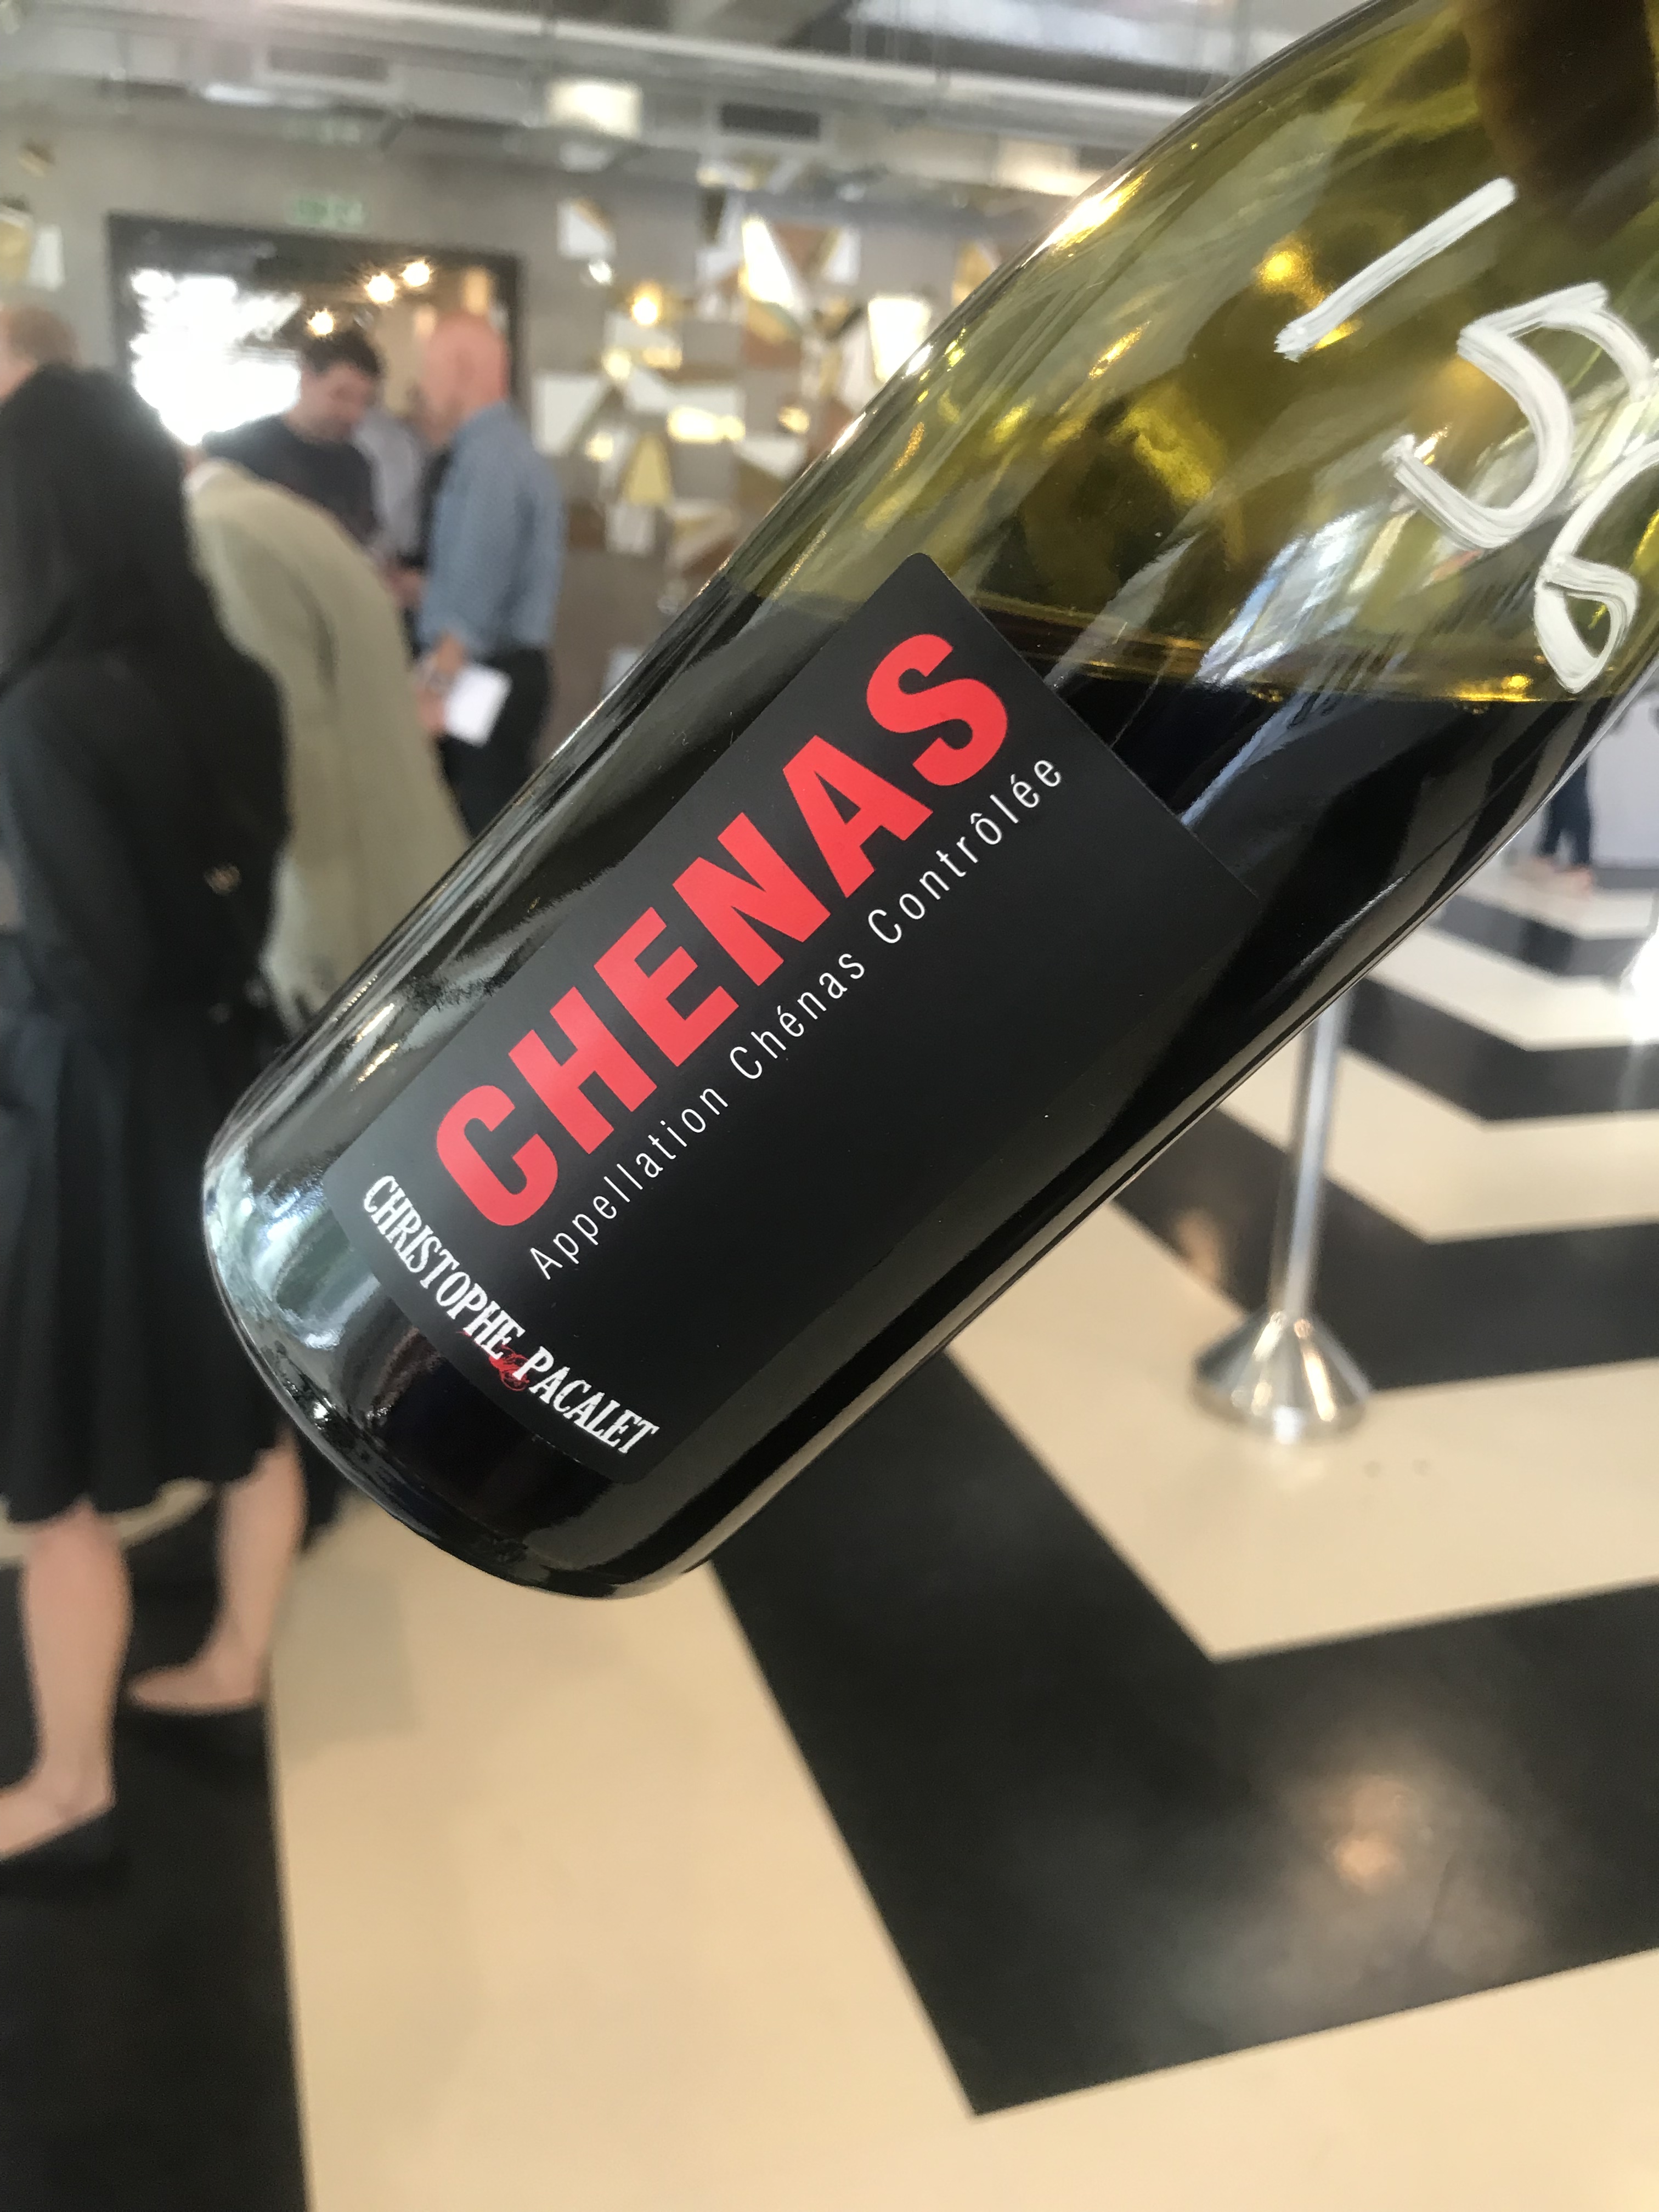 CHENAS
Appellation Chénas Contrôlée
CHRISTOPHE PACALET